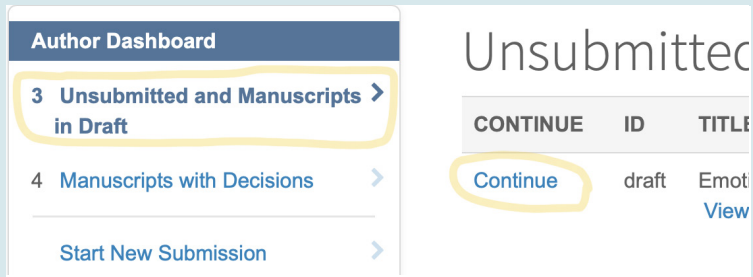 Author Dashboard
3 Unsubmitted and Manuscripts
in Draft
4 Manuscripts with Decisions
Start New Submission
Unsubmitted
CONTINUE ID TITLE
Continue draft Emoti
View